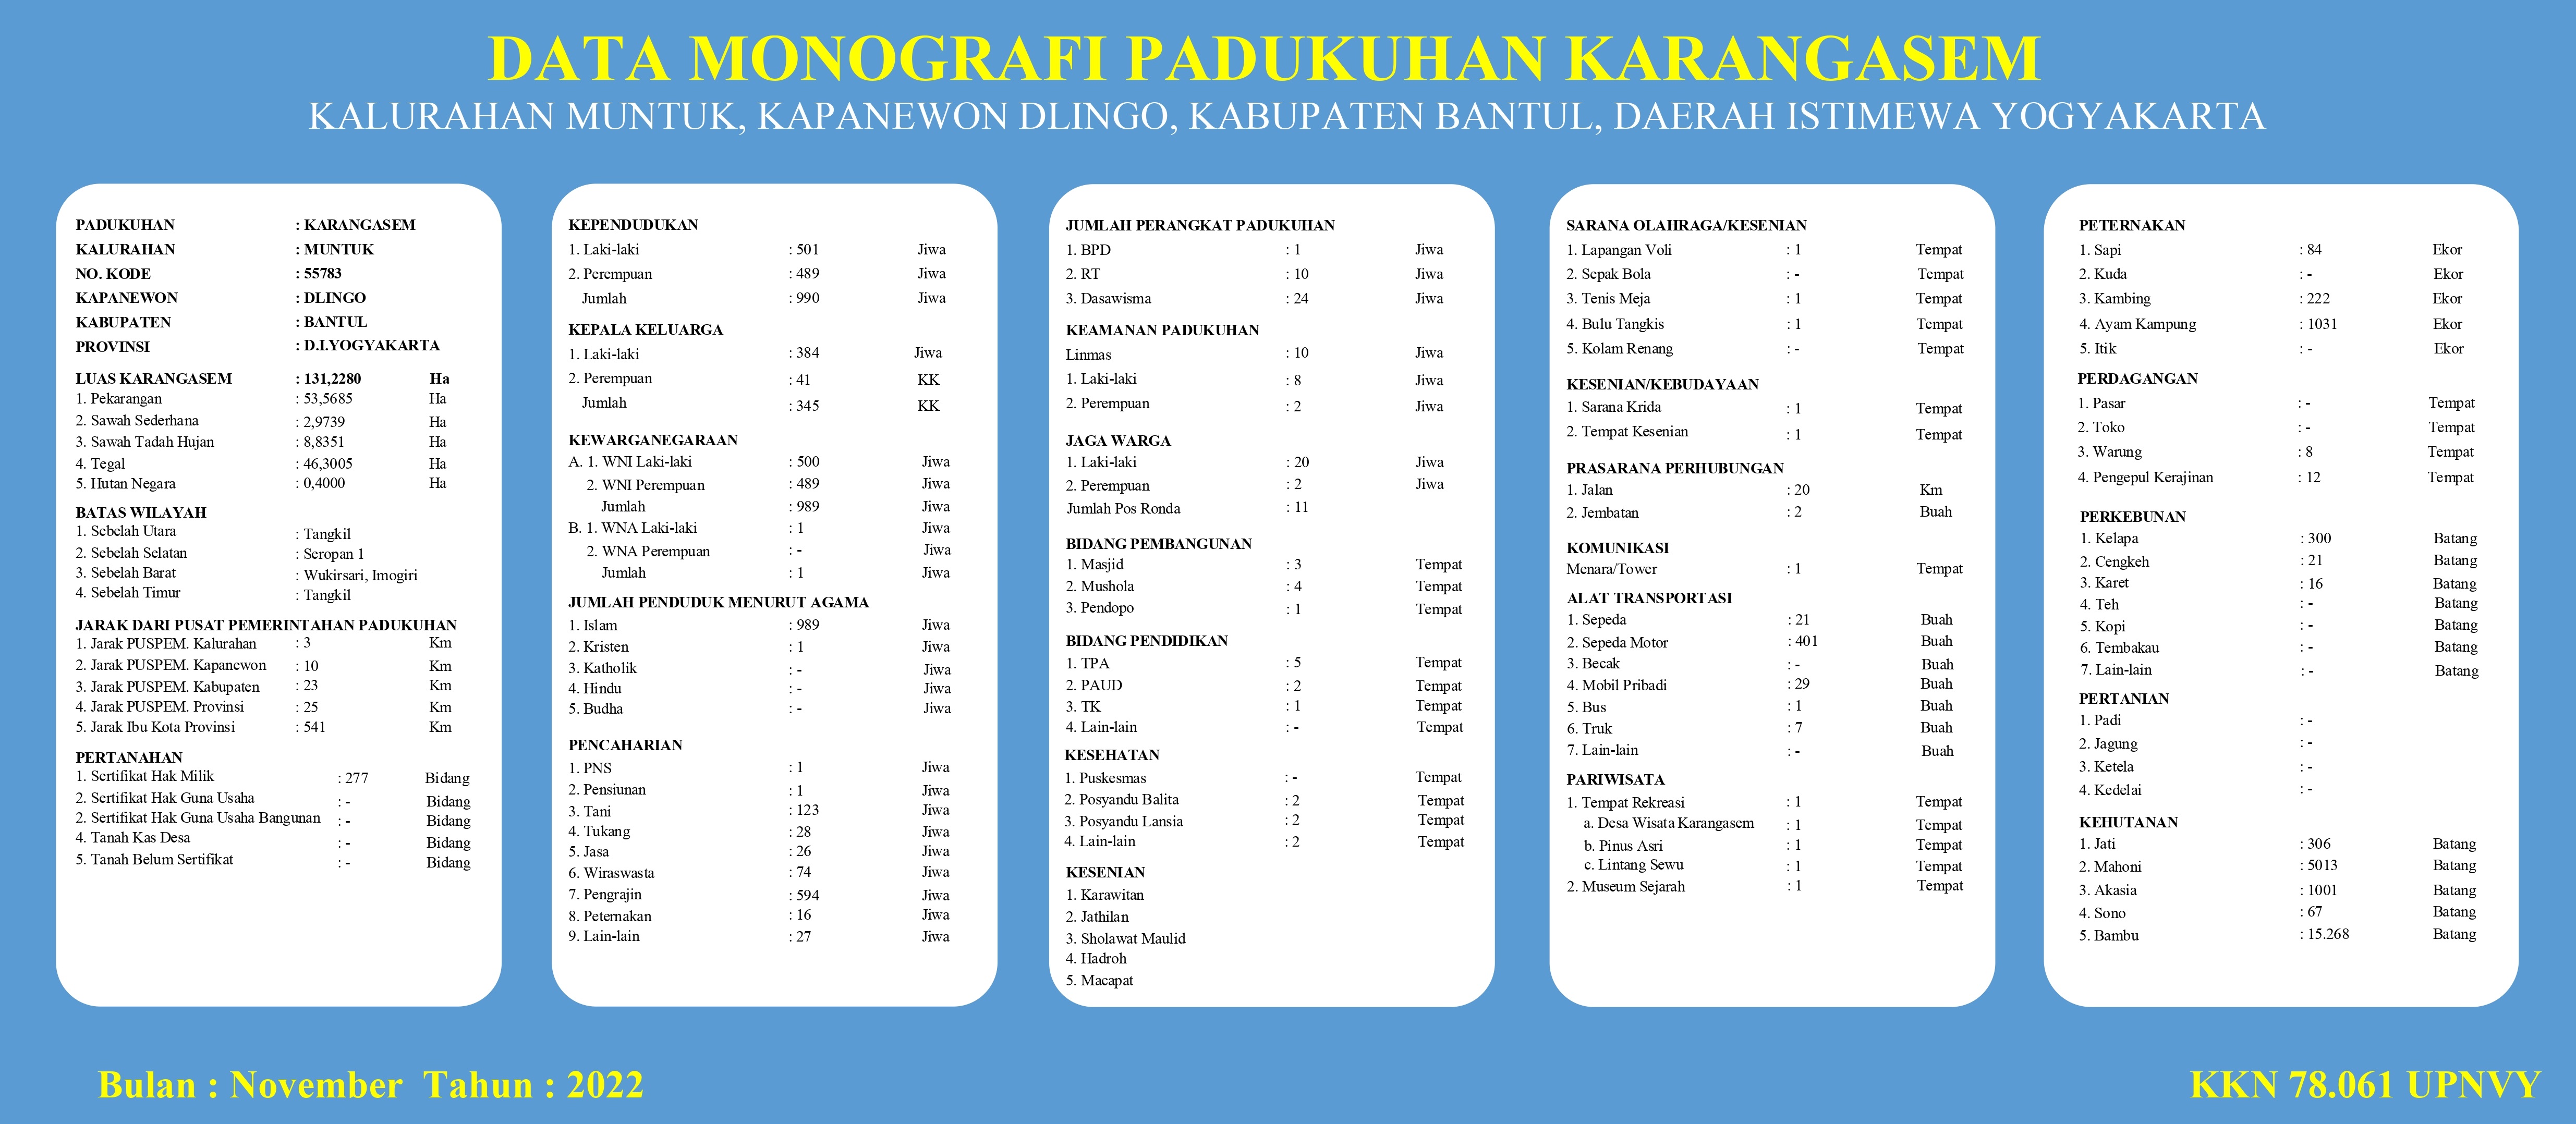 DATA MONOGRAFI PADUKUHAN KARANGASEM
KALURAHAN MUNTUK, KAPANEWON DLINGO, KABUPATEN BANTUL, DAERAH ISTIMEWA YOGYAKARTA
PADUKUHAN : KARANGASEM
KALURAHAN : MUNTUK
NO. KODE : 55783
KAPANEWON : DLINGO
KABUPATEN : BANTUL
PROVINSI : D.I.YOGYAKARTA
LUAS KARANGASEM : 131,2280 Ha
1. Pekarangan : 53,5685 Ha
2. Sawah Sederhana : 2,9739 Ha
3. Sawah Tadah Hujan : 8,8351 Ha
4. Tegal : 46,3005 Ha
5. Hutan Negara : 0,4000 Ha
BATAS WILAYAH
1. Sebelah Utara : Tangkil
2. Sebelah Selatan : Seropan 1
3. Sebelah Barat : Wukirsari, Imogiri
4. Sebelah Timur : Tangkil
JARAK DARI PUSAT PEMERINTAHAN PADUKUHAN
1. Jarak PUSPEM. Kalurahan : 3 Km
2. Jarak PUSPEM. Kapanewon : 10 Km
3. Jarak PUSPEM. Kabupaten : 23 Km
4. Jarak PUSPEM. Provinsi : 25 Km
5. Jarak Ibu Kota Provinsi : 541 Km
PERTANAHAN
1. Sertifikat Hak Milik : 277 Bidang
2. Sertifikat Hak Guna Usaha : - Bidang
2. Sertifikat Hak Guna Usaha Bangunan : - Bidang
4. Tanah Kas Desa : - Bidang
5. Tanah Belum Sertifikat : - Bidang
KEPENDUDUKAN
1. Laki-laki : 501 Jiwa
2. Perempuan : 489 Jiwa
Jumlah : 990 Jiwa
KEPALA KELUARGA
1. Laki-laki : 384 Jiwa
2. Perempuan : 41 KK
Jumlah : 345 KK
KEWARGANEGARAAN
A. 1. WNI Laki-laki : 500 Jiwa
2. WNI Perempuan : 489 Jiwa
Jumlah : 989 Jiwa
B. 1. WNA Laki-laki : 1 Jiwa
2. WNA Perempuan : - Jiwa
Jumlah : 1 Jiwa
JUMLAH PENDUDUK MENURUT AGAMA
1. Islam : 989 Jiwa
2. Kristen : 1 Jiwa
3. Katholik : - Jiwa
4. Hindu : - Jiwa
5. Budha : - Jiwa
PENCAHARIAN
1. PNS : 1 Jiwa
2. Pensiunan : 1 Jiwa
3. Tani : 123 Jiwa
4. Tukang : 28 Jiwa
5. Jasa : 26 Jiwa
6. Wiraswasta : 74 Jiwa
7. Pengrajin : 594 Jiwa
8. Peternakan : 16 Jiwa
9. Lain-lain : 27 Jiwa
JUMLAH PERANGKAT PADUKUHAN
1. BPD : 1 Jiwa
2. RT : 10 Jiwa
3. Dasawisma : 24 Jiwa
KEAMANAN PADUKUHAN
Linmas : 10 Jiwa
1. Laki-laki : 8 Jiwa
2. Perempuan : 2 Jiwa
JAGA WARGA
1. Laki-laki : 20 Jiwa
2. Perempuan : 2 Jiwa
Jumlah Pos Ronda : 11
BIDANG PEMBANGUNAN
1. Masjid : 3 Tempat
2. Mushola : 4 Tempat
3. Pendopo : 1 Tempat
BIDANG PENDIDIKAN
1. TPA : 5 Tempat
2. PAUD : 2 Tempat
3. TK : 1 Tempat
4. Lain-lain : - Tempat
KESEHATAN
1. Puskesmas : - Tempat
2. Posyandu Balita : 2 Tempat
3. Posyandu Lansia : 2 Tempat
4. Lain-lain : 2 Tempat
KESENIAN
1. Karawitan
2. Jathilan
3. Sholawat Maulid
4. Hadroh
5. Macapat
SARANA OLAHRAGA/KESENIAN
1. Lapangan Voli : 1 Tempat
2. Sepak Bola : - Tempat
3. Tenis Meja : 1 Tempat
4. Bulu Tangkis : 1 Tempat
5. Kolam Renang : - Tempat
KESENIAN/KEBUDAYAAN
1. Sarana Krida : 1 Tempat
2. Tempat Kesenian : 1 Tempat
PRASARANA PERHUBUNGAN
1. Jalan : 20 Km
2. Jembatan : 2 Buah
KOMUNIKASI
Menara/Tower : 1 Tempat
ALAT TRANSPORTASI
1. Sepeda : 21 Buah
2. Sepeda Motor : 401 Buah
3. Becak : - Buah
4. Mobil Pribadi : 29 Buah
5. Bus : 1 Buah
6. Truk : 7 Buah
7. Lain-lain : - Buah
PARIWISATA
1. Tempat Rekreasi : 1 Tempat
a. Desa Wisata Karangasem : 1 Tempat
b. Pinus Asri : 1 Tempat
c. Lintang Sewu : 1 Tempat
2. Museum Sejarah : 1 Tempat
PETERNAKAN
1. Sapi : 84 Ekor
2. Kuda : - Ekor
3. Kambing : 222 Ekor
4. Ayam Kampung : 1031 Ekor
5. Itik : - Ekor
PERDAGANGAN
1. Pasar : - Tempat
2. Toko : - Tempat
3. Warung : 8 Tempat
4. Pengepul Kerajinan : 12 Tempat
PERKEBUNAN
1. Kelapa : 300 Batang
2. Cengkeh : 21 Batang
3. Karet : 16 Batang
4. Teh : - Batang
5. Kopi : - Batang
6. Tembakau : - Batang
7. Lain-lain : - Batang
PERTANIAN
1. Padi : -
2. Jagung : -
3. Ketela : -
4. Kedelai : -
KEHUTANAN
1. Jati : 306 Batang
2. Mahoni : 5013 Batang
3. Akasia : 1001 Batang
4. Sono : 67 Batang
5. Bambu : 15.268 Batang
Bulan : November Tahun : 2022
KKN 78.061 UPNVY